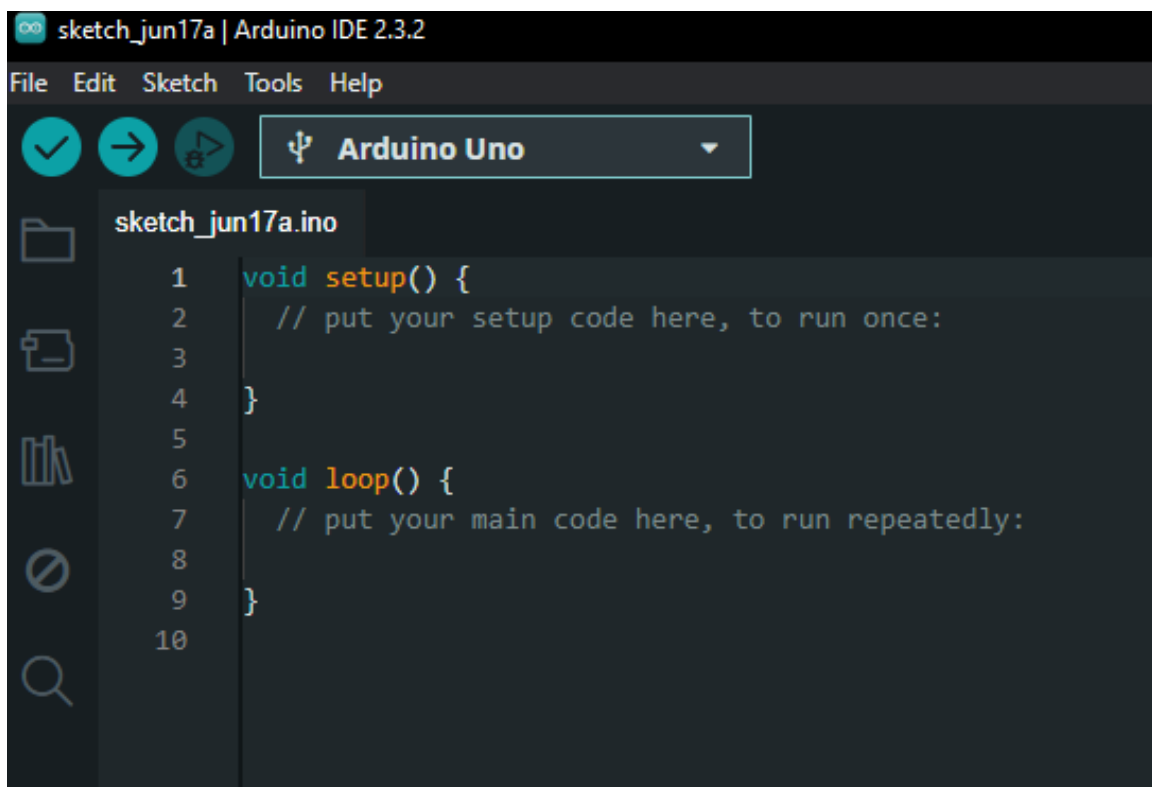 sketch_jun17a | Arduino IDE 2.3.2
File Edit Sketch Tools Help
Arduino Uno
sketch_jun17a.ino
1 void setup() {
2 // put your setup code here, to run once:
3
4 }
5
6 void loop() {
7 // put your main code here, to run repeatedly:
8
9 }
10